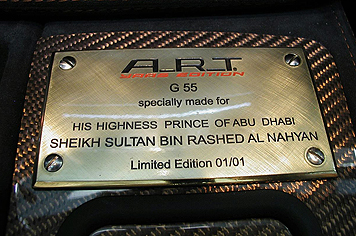 A.R.T.
ARAB EDITION
G 55
specially made for
HIS HIGHNESS PRINCE OF ABU DHABI
SHEIKH SULTAN BIN RASHED AL NAHYAN
Limited Edition 01/01